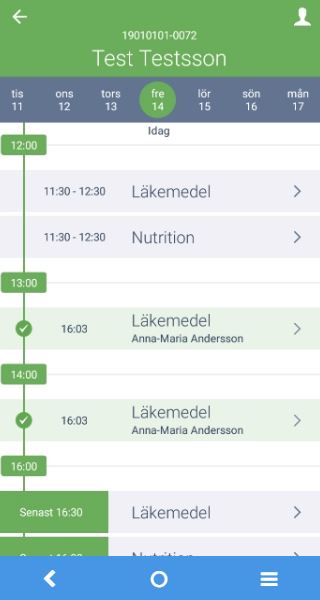 19010101-0072
Test Testsson
tis ons tors fre lör sön mån
11 12 13 14 15 16 17
Idag
12:00
11:30 - 12:30 Läkemedel
11:30 - 12:30 Nutrition
13:00
16:03 Läkemedel
Anna-Maria Andersson
14:00
16:03 Läkemedel
Anna-Maria Andersson
16:00
Senast 16:30 Läkemedel
Nutrition